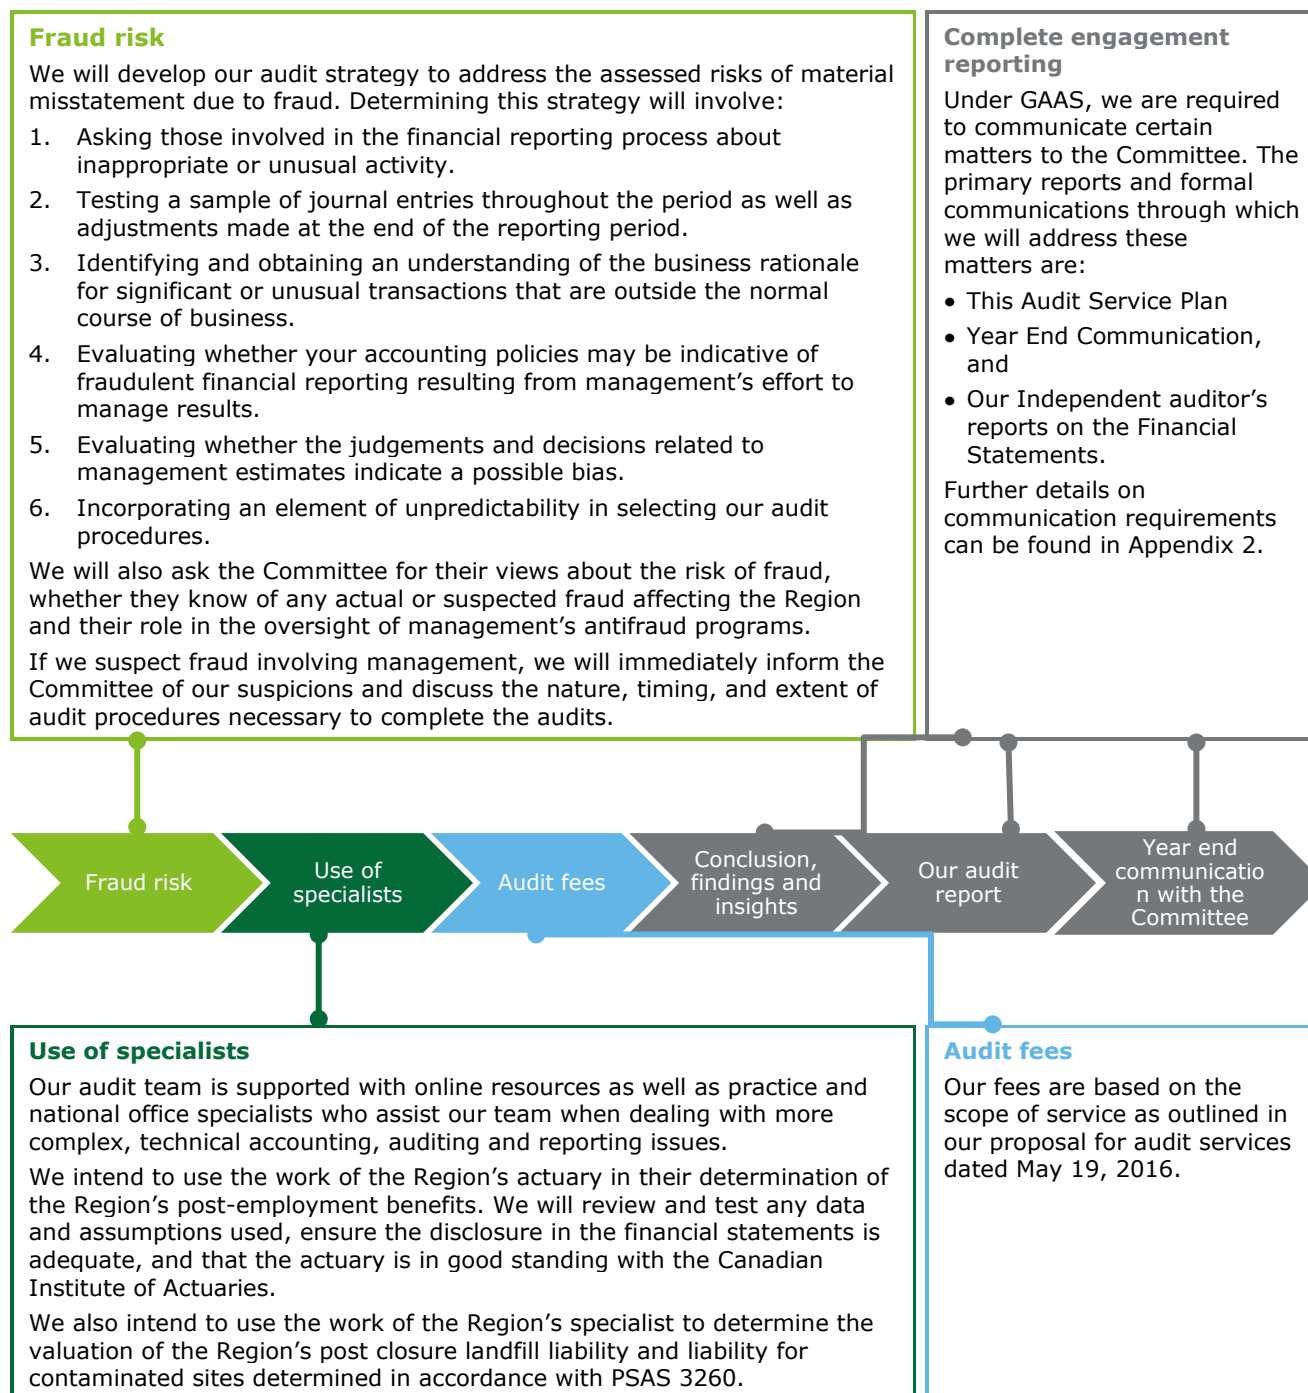 Fraud risk
We will develop our audit strategy to address the assessed risks of material
misstatement due to fraud. Determining this strategy will involve:
1. Asking those involved in the financial reporting process about
inappropriate or unusual activity.
2. Testing a sample of journal entries throughout the period as well as
adjustments made at the end of the reporting period.
3. Identifying and obtaining an understanding of the business rationale
for significant or unusual transactions that are outside the normal
course of business.
4. Evaluating whether your accounting policies may be indicative of
fraudulent financial reporting resulting from management’s effort to
manage results.
5. Evaluating whether the judgements and decisions related to
management estimates indicate a possible bias.
6. Incorporating an element of unpredictability in selecting our audit
procedures.
We will also ask the Committee for their views about the risk of fraud,
whether they know of any actual or suspected fraud affecting the Region
and their role in the oversight of management’s antifraud programs.
If we suspect fraud involving management, we will immediately inform the
Committee of our suspicions and discuss the nature, timing, and extent of
audit procedures necessary to complete the audits.
Complete engagement
reporting
Under GAAS, we are required
to communicate certain
matters to the Committee. The
primary reports and formal
communications through which
we will address these
matters are:
• This Audit Service Plan
• Year End Communication,
and
• Our Independent auditor’s
reports on the Financial
Statements.
Further details on
communication requirements
can be found in Appendix 2.
Fraud risk
Use of
specialists
Audit fees
Conclusion,
findings and
insights
Our audit
report
Year end
communicatio
n with the
Committee
Use of specialists
Our audit team is supported with online resources as well as practice and
national office specialists who assist our team when dealing with more
complex, technical accounting, auditing and reporting issues.
We intend to use the work of the Region’s actuary in their determination of
the Region’s post-employment benefits. We will review and test any data
and assumptions used, ensure the disclosure in the financial statements is
adequate, and that the actuary is in good standing with the Canadian
Institute of Actuaries.
We also intend to use the work of the Region’s specialist to determine the
valuation of the Region’s post closure landfill liability and liability for
contaminated sites determined in accordance with PSAS 3260.
Audit fees
Our fees are based on the
scope of service as outlined in
our proposal for audit services
dated May 19, 2016.